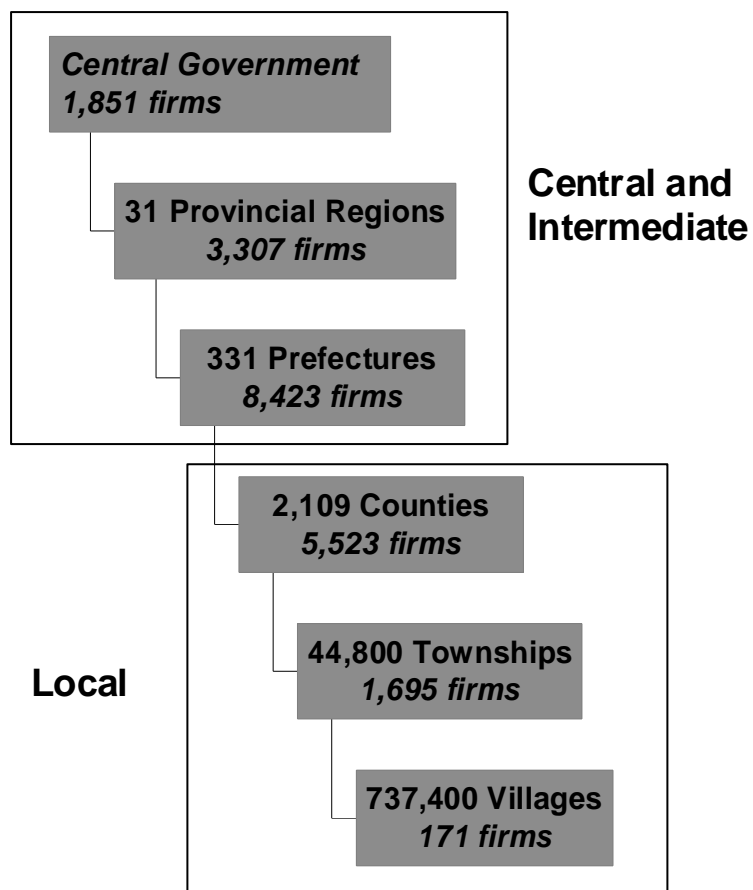 Central Government
1,851 firms
31 Provincial Regions
3,307 firms
Central and
Intermediate
331 Prefectures
8,423 firms
2,109 Counties
5,523 firms
44,800 Townships
1,695 firms
Local
737,400 Villages
171 firms